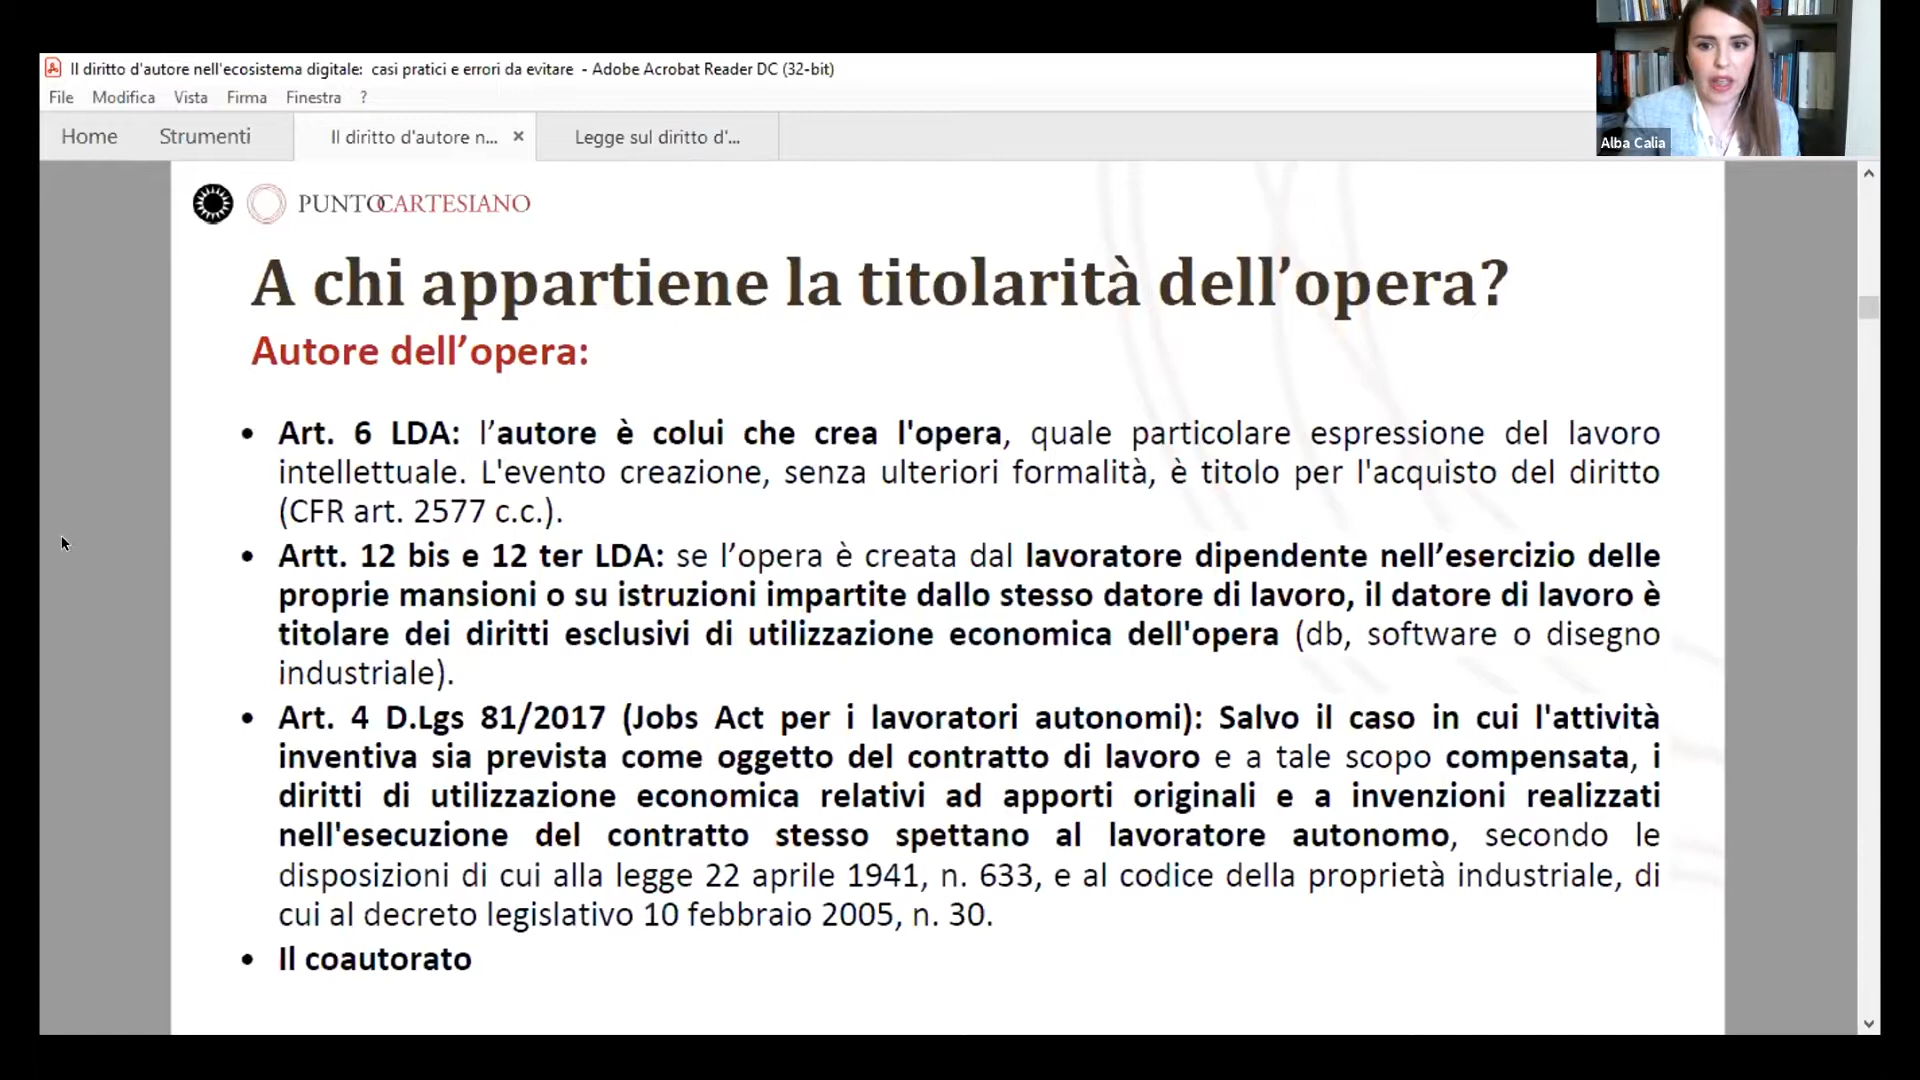 Il diritto d'autore nell'ecosistema digitale:  casi pratici e errori da evitare  - Adobe Acrobat Reader DC (32-bit)
File Modifica Vista Firma Finestra ?
Home Strumenti Il diritto d'autore n... × Legge sul diritto d'...
Alba Calia
PUNTOCARTESIANO
A chi appartiene la titolarità dell’opera?
Autore dell’opera:
• Art. 6 LDA: l’autore è colui che crea l'opera, quale particolare espressione del lavoro
intellettuale. L'evento creazione, senza ulteriori formalità, è titolo per l'acquisto del diritto
(CFR art. 2577 c.c.).
• Artt. 12 bis e 12 ter LDA: se l’opera è creata dal lavoratore dipendente nell’esercizio delle
proprie mansioni o su istruzioni impartite dallo stesso datore di lavoro, il datore di lavoro è
titolare dei diritti esclusivi di utilizzazione economica dell'opera (db, software o disegno
industriale).
• Art. 4 D.Lgs 81/2017 (Jobs Act per i lavoratori autonomi): Salvo il caso in cui l'attività
inventiva sia prevista come oggetto del contratto di lavoro e a tale scopo compensata, i
diritti di utilizzazione economica relativi ad apporti originali e a invenzioni realizzati
nell'esecuzione del contratto stesso spettano al lavoratore autonomo, secondo le
disposizioni di cui alla legge 22 aprile 1941, n. 633, e al codice della proprietà industriale, di
cui al decreto legislativo 10 febbraio 2005, n. 30.
• Il coautorato